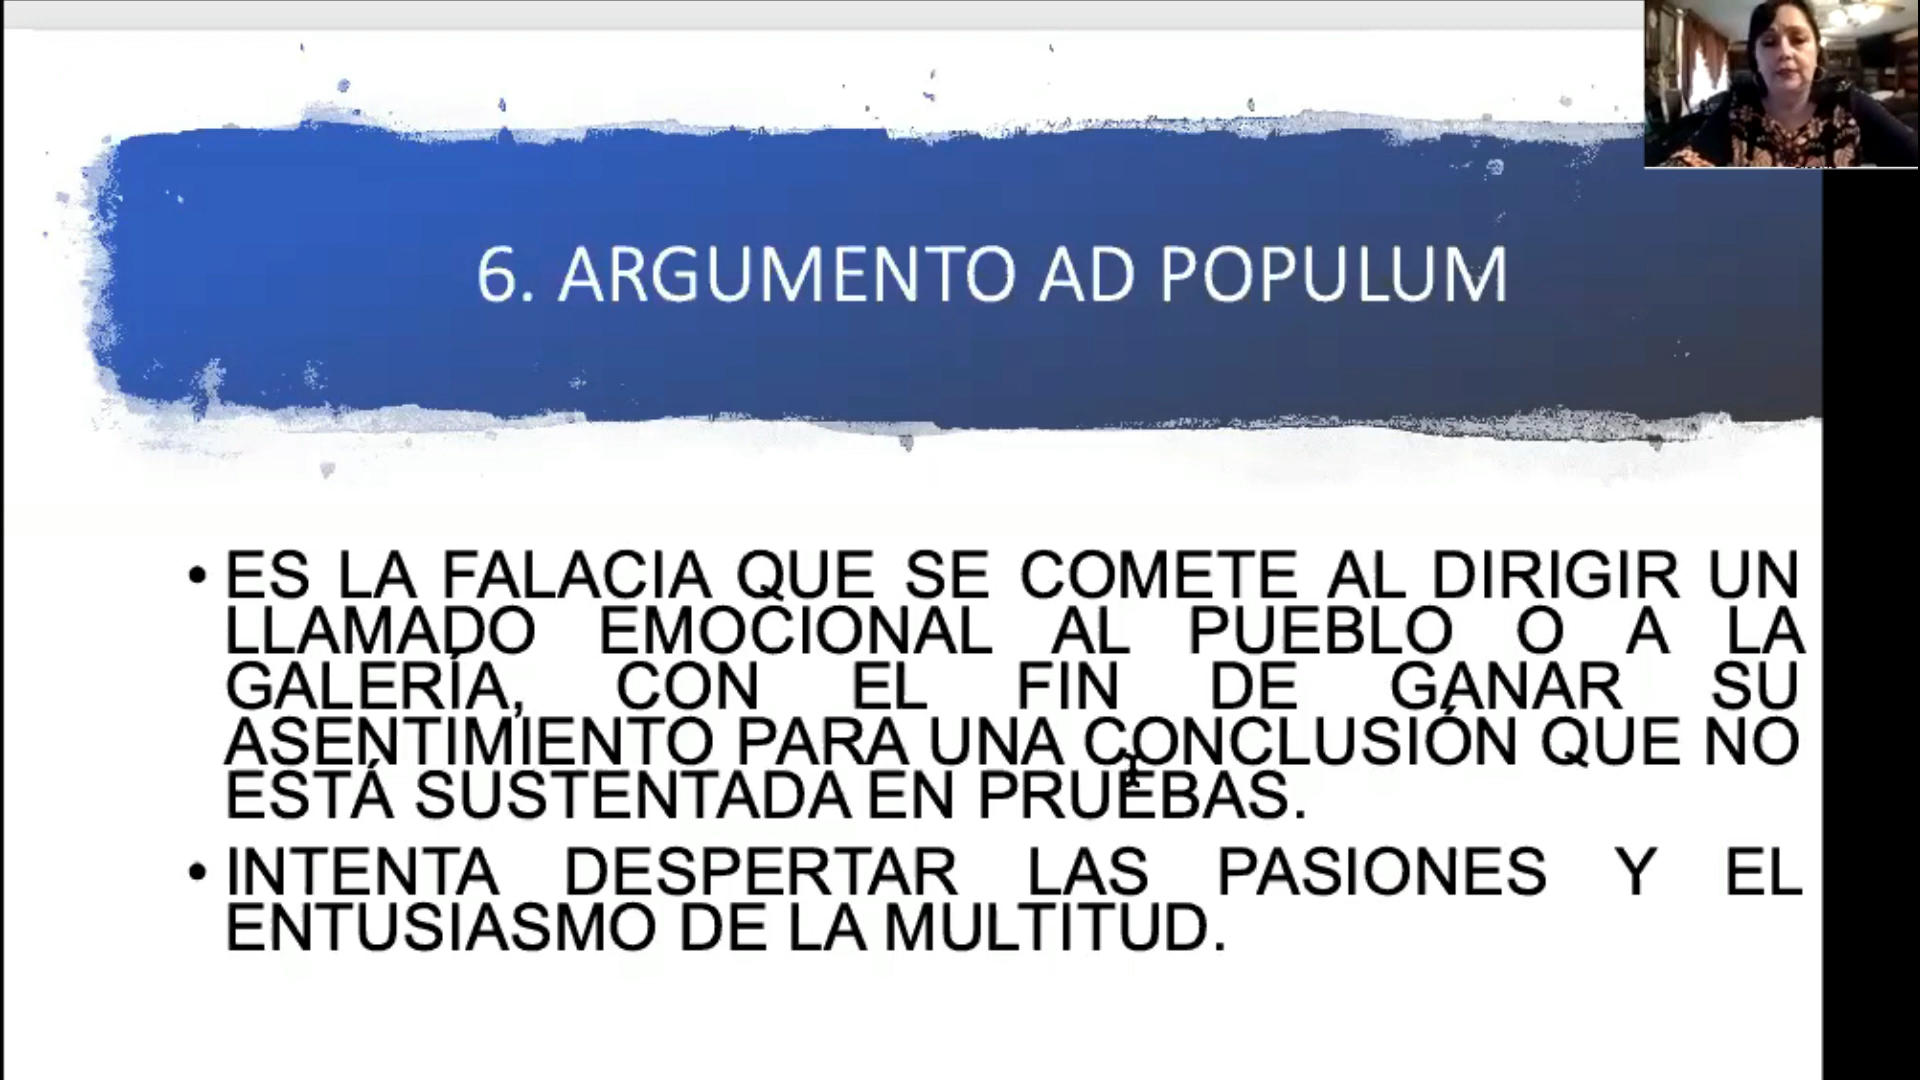 6. ARGUMENTO AD POPULUM
• ES LA FALACIA QUE SE COMETE AL DIRIGIR UN
LLAMADO EMOCIONAL AL PUEBLO O A LA
GALERÍA, CON EL FIN DE GANAR SU
ASENTIMIENTO PARA UNA CONCLUSIÓN QUE NO
ESTÁ SUSTENTADA EN PRUEBAS.
• INTENTA DESPERTAR LAS PASIONES Y EL
ENTUSIASMO DE LA MULTITUD.